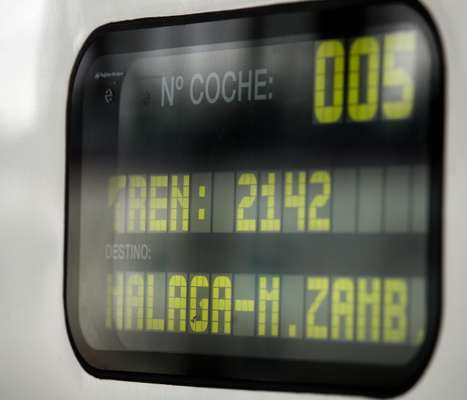 Nº COCHE: 005
TREN: 2142
DESTINO:
MALAGA-M.ZAMB.